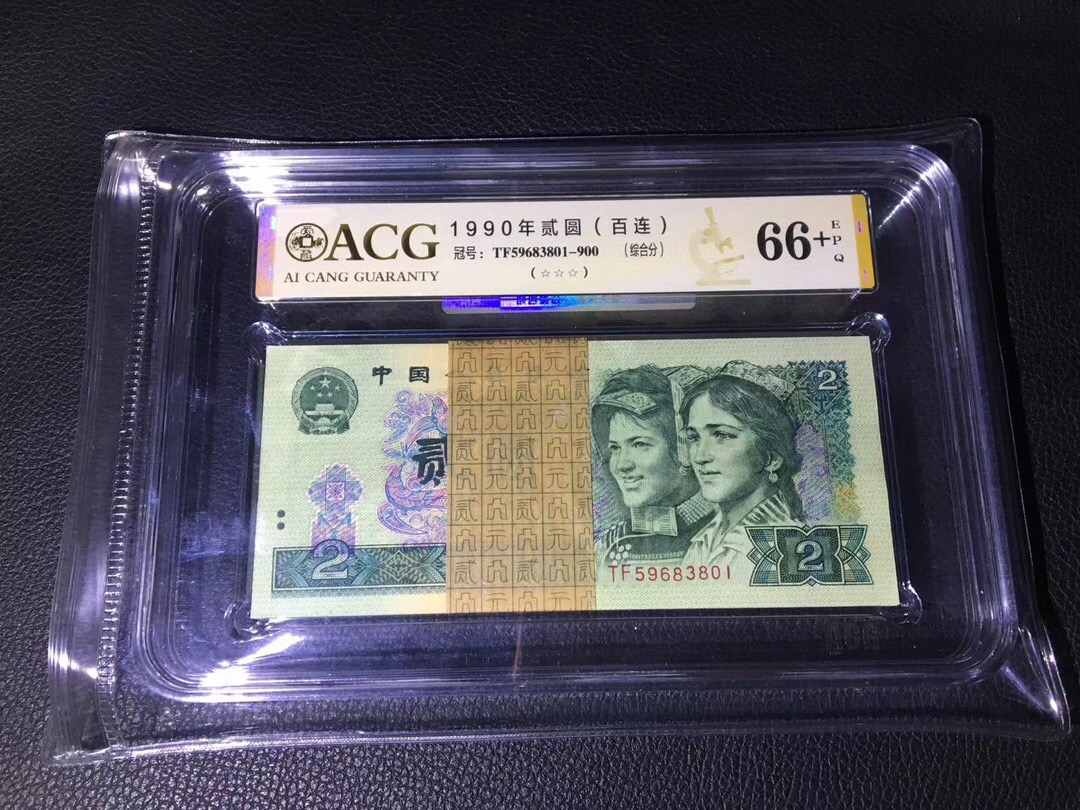 ACG
AI CANG GUARANTY
1990年贰圆（百连）
冠号：TF59683801-900 （综合分）
（☆☆☆）
66+
EPQ
中国
贰
2
2
TF59683801
2